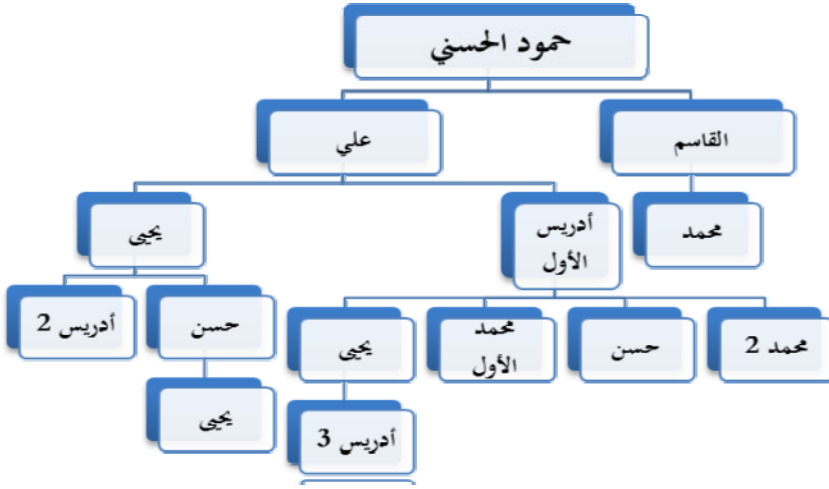 حمود الحسني
القاسم
علي
محمد
أدريس
الأول
يحيى
محمد 2
حسن
محمد
الأول
يحيى
حسن
أدريس 2
أدريس 3
يحيى